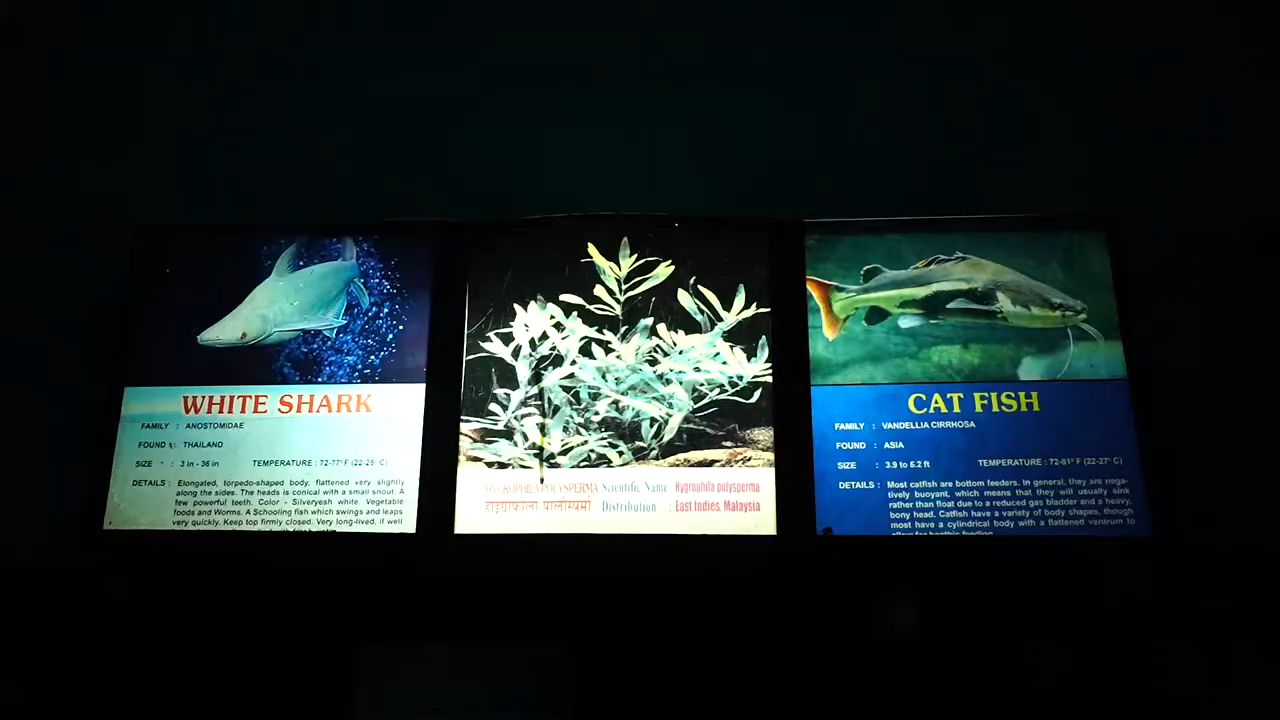 WHITE SHARK
FAMILY : ANOSTOMIDAE
FOUND : THAILAND
SIZE : 3 in - 36 in TEMPERATURE : 72-77° F (22-25° C)
DETAILS : Elongated, torpedo-shaped body, flattened very slightly
along the sides. The heads is conical with a small snout. A
few powerful teeth. Color - Silveryesh white. Vegetable
foods and Worms. A Schooling fish which swings and leaps
very quickly. Keep top firmly closed. Very long-lived, if well
HYGROPHILA POLYSPERMA Scientific Name : Hygrophila polysperma
हाइग्रोफीला पॉलीस्पर्मा Distribution : East Indies, Malaysia
CAT FISH
FAMILY : VANDELLIA CIRRHOSA
FOUND : ASIA
SIZE : 3.9 to 5.2 ft TEMPERATURE : 72-81° F (22-27° C)
DETAILS : Most catfish are bottom feeders. In general, they are nega-
tively buoyant, which means that they will usually sink
rather than float due to a reduced gas bladder and a heavy,
bony head. Catfish have a variety of body shapes, though
most have a cylindrical body with a flattened ventrum to
allow for benthic feeding